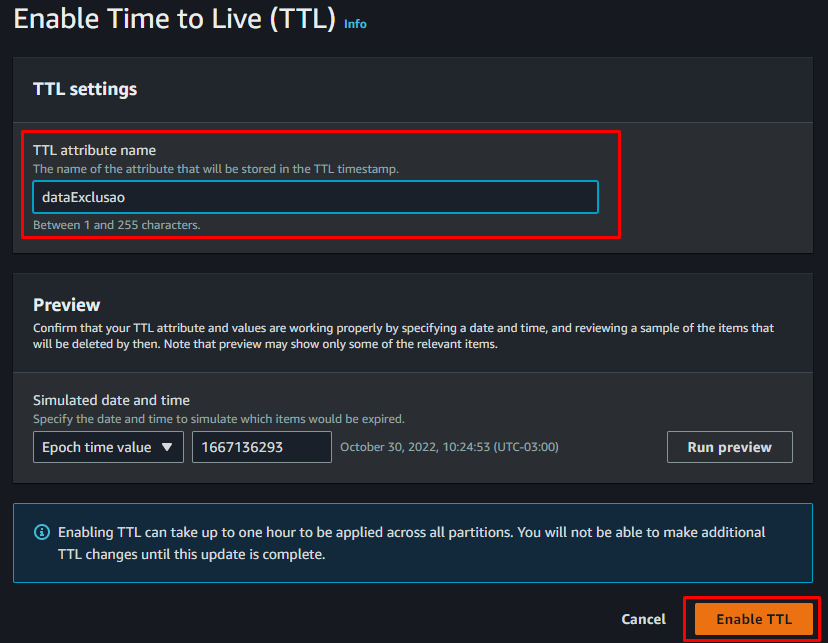 Enable Time to Live (TTL) Info
TTL settings
TTL attribute name
The name of the attribute that will be stored in the TTL timestamp.
dataExclusao
Between 1 and 255 characters.
Preview
Confirm that your TTL attribute and values are working properly by specifying a date and time, and reviewing a sample of the items that
will be deleted by then. Note that preview may show only some of the relevant items.
Simulated date and time
Specify the date and time to simulate which items would be expired.
Epoch time value 1667136293 October 30, 2022, 10:24:53 (UTC-03:00) Run preview
Enabling TTL can take up to one hour to be applied across all partitions. You will not be able to make additional
TTL changes until this update is complete.
Cancel Enable TTL